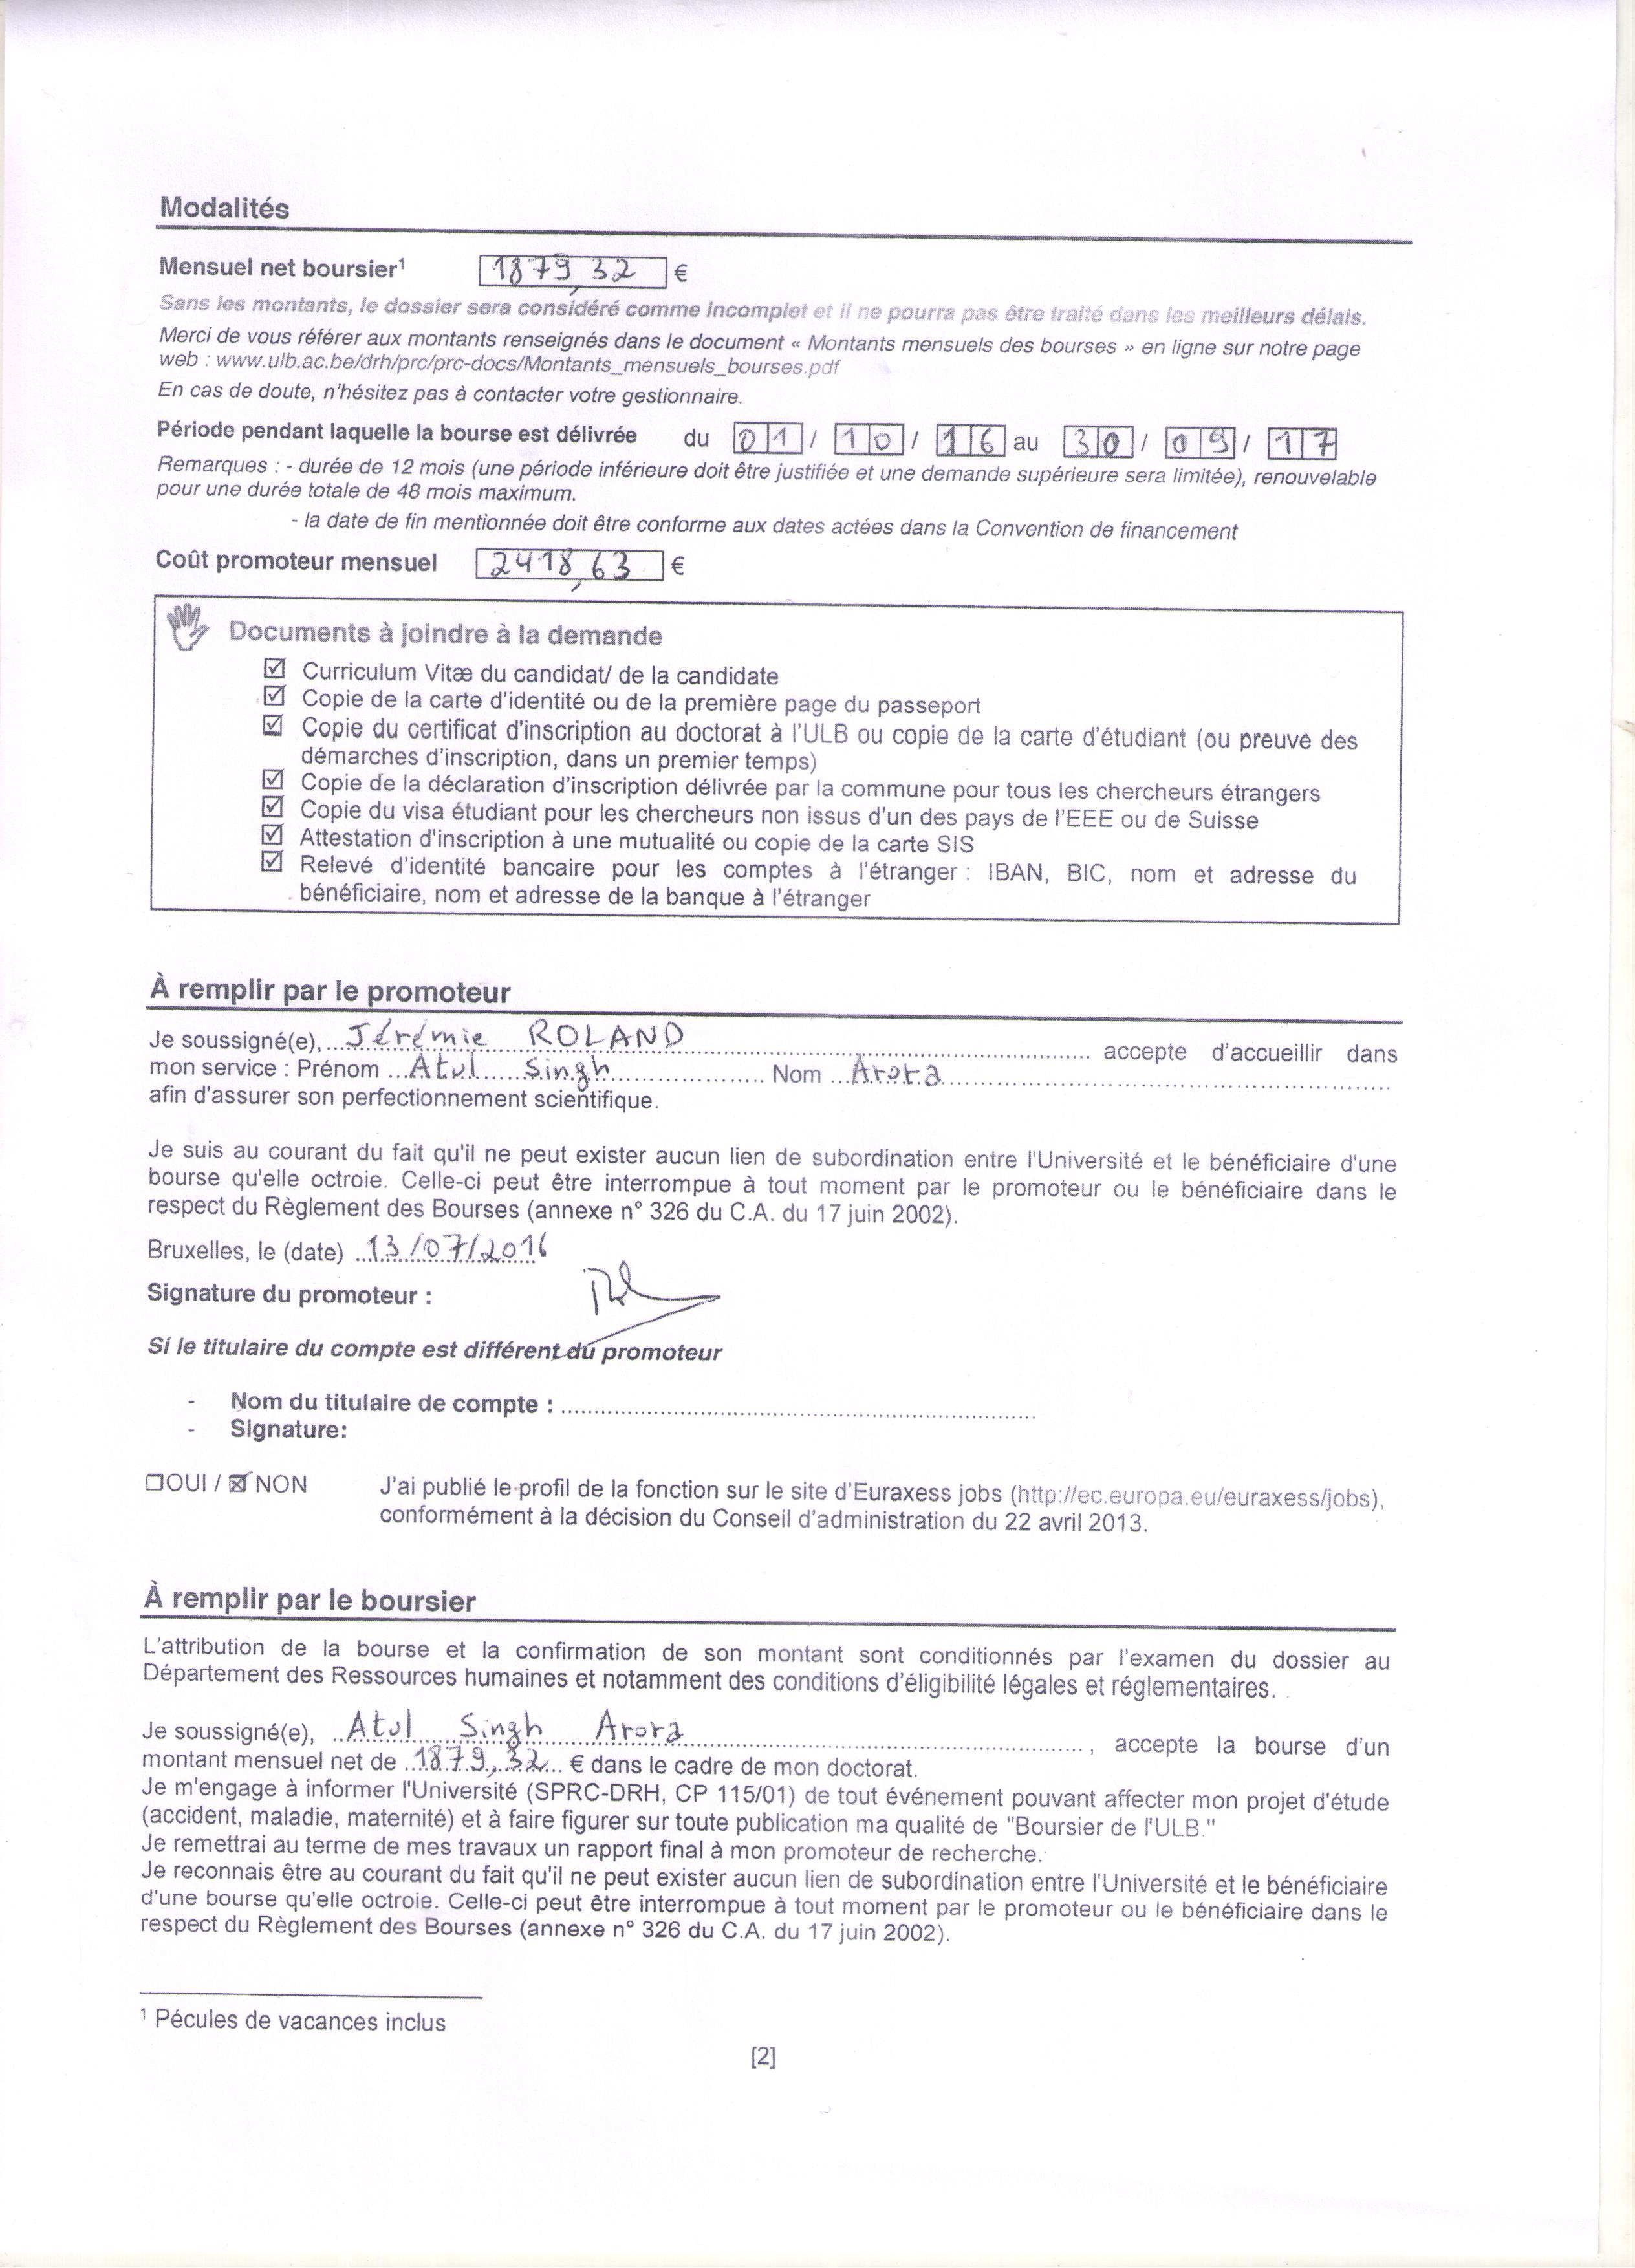 Modalités
Mensuel net boursier¹ 1879,32 €
Sans les montants, le dossier sera considéré comme incomplet et il ne pourra pas être traité dans les meilleurs délais.
Merci de vous référer aux montants renseignés dans le document « Montants mensuels des bourses » en ligne sur notre page
web : www.ulb.ac.be/drh/prc/prc-docs/Montants_mensuels_bourses.pdf
En cas de doute, n'hésitez pas à contacter votre gestionnaire.
Période pendant laquelle la bourse est délivrée du 01 / 10 / 16 au 30 / 09 / 17
Remarques : - durée de 12 mois (une période inférieure doit être justifiée et une demande supérieure sera limitée), renouvelable
pour une durée totale de 48 mois maximum.
- la date de fin mentionnée doit être conforme aux dates actées dans la Convention de financement
Coût promoteur mensuel 2418,63 €
Documents à joindre à la demande
☑ Curriculum Vitæ du candidat/ de la candidate
☑ Copie de la carte d'identité ou de la première page du passeport
☑ Copie du certificat d'inscription au doctorat à l'ULB ou copie de la carte d'étudiant (ou preuve des
démarches d'inscription, dans un premier temps)
☑ Copie de la déclaration d'inscription délivrée par la commune pour tous les chercheurs étrangers
☑ Copie du visa étudiant pour les chercheurs non issus d'un des pays de l'EEE ou de Suisse
☑ Attestation d'inscription à une mutualité ou copie de la carte SIS
☑ Relevé d'identité bancaire pour les comptes à l'étranger : IBAN, BIC, nom et adresse du
bénéficiaire, nom et adresse de la banque à l'étranger
À remplir par le promoteur
Je soussigné(e), Jérémie ROLAND accepte d'accueillir dans
mon service : Prénom Atul Singh Nom Arora
afin d'assurer son perfectionnement scientifique.
Je suis au courant du fait qu'il ne peut exister aucun lien de subordination entre l'Université et le bénéficiaire d'une
bourse qu'elle octroie. Celle-ci peut être interrompue à tout moment par le promoteur ou le bénéficiaire dans le
respect du Règlement des Bourses (annexe n° 326 du C.A. du 17 juin 2002).
Bruxelles, le (date) 13/07/2016
Signature du promoteur :
Si le titulaire du compte est différent du promoteur
- Nom du titulaire de compte :
- Signature:
☐OUI / ☒NON J'ai publié le profil de la fonction sur le site d'Euraxess jobs (http://ec.europa.eu/euraxess/jobs),
conformément à la décision du Conseil d'administration du 22 avril 2013.
À remplir par le boursier
L'attribution de la bourse et la confirmation de son montant sont conditionnés par l'examen du dossier au
Département des Ressources humaines et notamment des conditions d'éligibilité légales et réglementaires.
Je soussigné(e), Atul Singh Arora, accepte la bourse d'un
montant mensuel net de 1879,32 € dans le cadre de mon doctorat.
Je m'engage à informer l'Université (SPRC-DRH, CP 115/01) de tout événement pouvant affecter mon projet d'étude
(accident, maladie, maternité) et à faire figurer sur toute publication ma qualité de "Boursier de l'ULB."
Je remettrai au terme de mes travaux un rapport final à mon promoteur de recherche.
Je reconnais être au courant du fait qu'il ne peut exister aucun lien de subordination entre l'Université et le bénéficiaire
d'une bourse qu'elle octroie. Celle-ci peut être interrompue à tout moment par le promoteur ou le bénéficiaire dans le
respect du Règlement des Bourses (annexe n° 326 du C.A. du 17 juin 2002).
¹ Pécules de vacances inclus
[2]